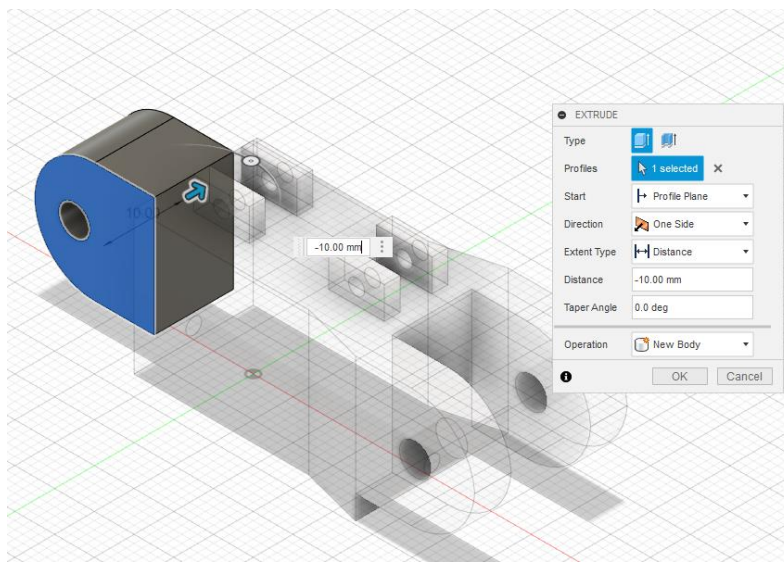 EXTRUDE
Type
Profiles 1 selected
Start Profile Plane
Direction One Side
Extent Type Distance
Distance -10.00 mm
Taper Angle 0.0 deg
Operation New Body
OK Cancel
10.00
-10.00 mm